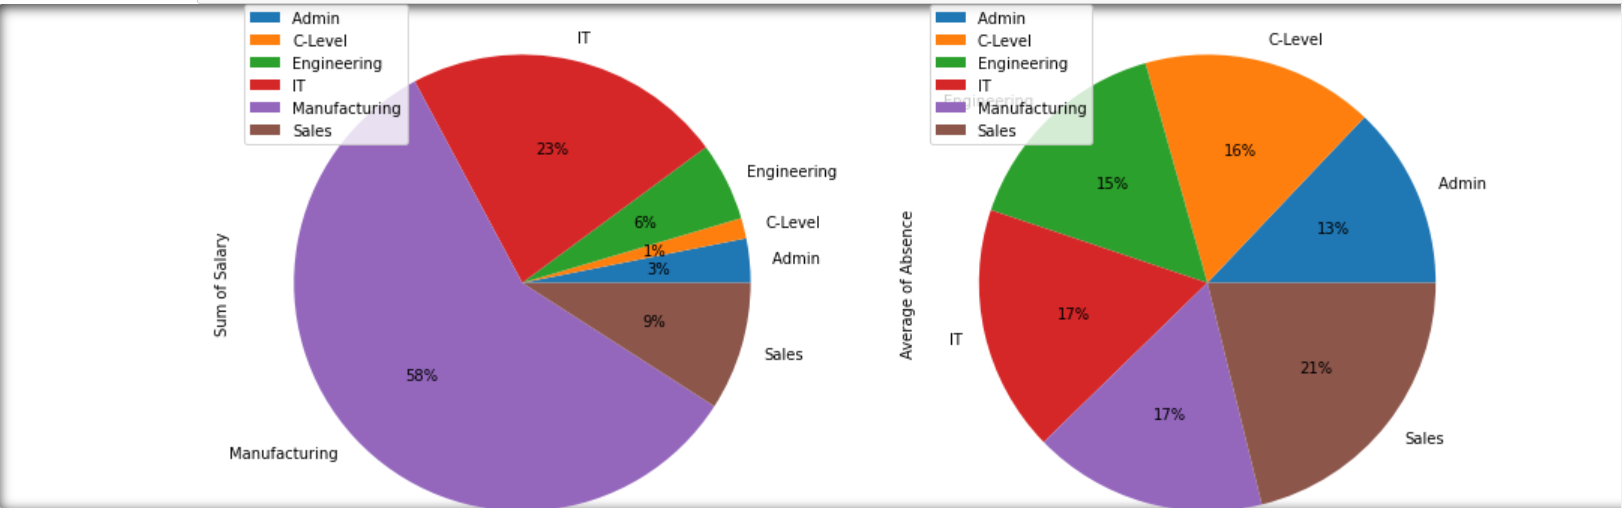 Admin
C-Level
Engineering
IT
Manufacturing
Sales
IT
23%
Engineering
6%
C-Level
1%
Admin
3%
9%
Sales
58%
Manufacturing
Sum of Salary
Admin
C-Level
Engineering
IT
Manufacturing
Sales
Engineering
C-Level
16%
Admin
13%
15%
17%
IT
17%
21%
Sales
Average of Absence